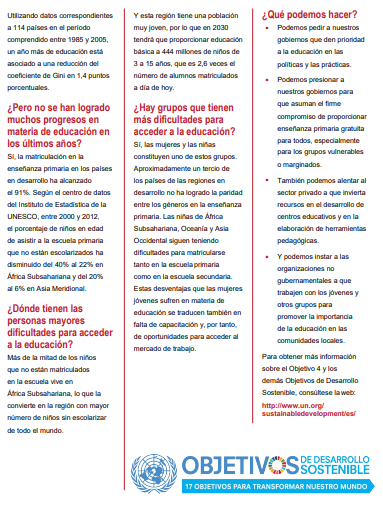 Utilizando datos correspondientes
a 114 países en el período
comprendido entre 1985 y 2005,
un año más de educación está
asociado a una reducción del
coeficiente de Gini en 1,4 puntos
porcentuales.
¿Pero no se han logrado
muchos progresos en
materia de educación en
los últimos años?
Sí, la matriculación en la
enseñanza primaria en los países
en desarrollo ha alcanzado
el 91%. Según el centro de datos
del Instituto de Estadística de la
UNESCO, entre 2000 y 2012,
el porcentaje de niños en edad
de asistir a la escuela primaria
que no están escolarizados ha
disminuido del 40% al 22% en
África Subsahariana y del 20%
al 6% en Asia Meridional.
¿Dónde tienen las
personas mayores
dificultades para acceder
a la educación?
Más de la mitad de los niños
que no están matriculados
en la escuela vive en
África Subsahariana, lo que la
convierte en la región con mayor
número de niños sin escolarizar
de todo el mundo.
Y esta región tiene una población
muy joven, por lo que en 2030
tendrá que proporcionar educación
básica a 444 millones de niños
de 3 a 15 años, que es 2,6 veces el
número de alumnos matriculados
a día de hoy.
¿Hay grupos que tienen
más dificultades para
acceder a la educación?
Sí, las mujeres y las niñas
constituyen uno de estos grupos.
Aproximadamente un tercio de
los países de las regiones en
desarrollo no ha logrado la paridad
entre los géneros en la enseñanza
primaria. Las niñas de África
Subsahariana, Oceanía y Asia
Occidental siguen teniendo
dificultades para matricularse
tanto en la escuela primaria
como en la escuela secundaria.
Estas desventajas que las mujeres
jóvenes sufren en materia de
educación se traducen también en
falta de capacitación y, por tanto,
de oportunidades para acceder al
mercado de trabajo.
¿Qué podemos hacer?
• Podemos pedir a nuestros
gobiernos que den prioridad
a la educación en las
políticas y las prácticas.
• Podemos presionar a
nuestros gobiernos para
que asuman el firme
compromiso de proporcionar
enseñanza primaria gratuita
para todos, especialmente
para los grupos vulnerables
o marginados.
• También podemos alentar al
sector privado a que invierta
recursos en el desarrollo de
centros educativos y en la
elaboración de herramientas
pedagógicas.
• Y podemos instar a las
organizaciones no
gubernamentales a que
trabajen con los jóvenes y
otros grupos para
promover la importancia
de la educación en las
comunidades locales.
Para obtener más información
sobre el Objetivo 4 y los
demás Objetivos de Desarrollo
Sostenible, consúltese la web:
http://www.un.org/
sustainabledevelopment/es/
OBJETIVOS DE DESARROLLO
SOSTENIBLE
17 OBJETIVOS PARA TRANSFORMAR NUESTRO MUNDO